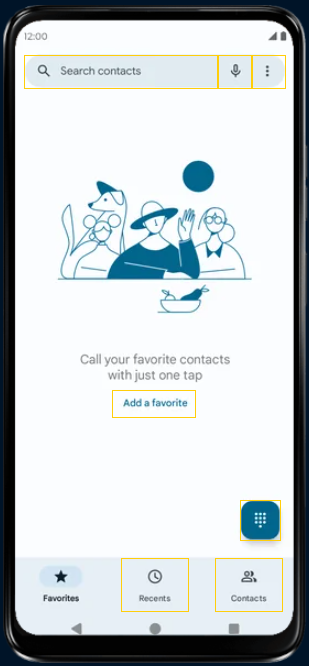 12:00
Search contacts
Call your favorite contacts
with just one tap
Add a favorite
Favorites
Recents
Contacts